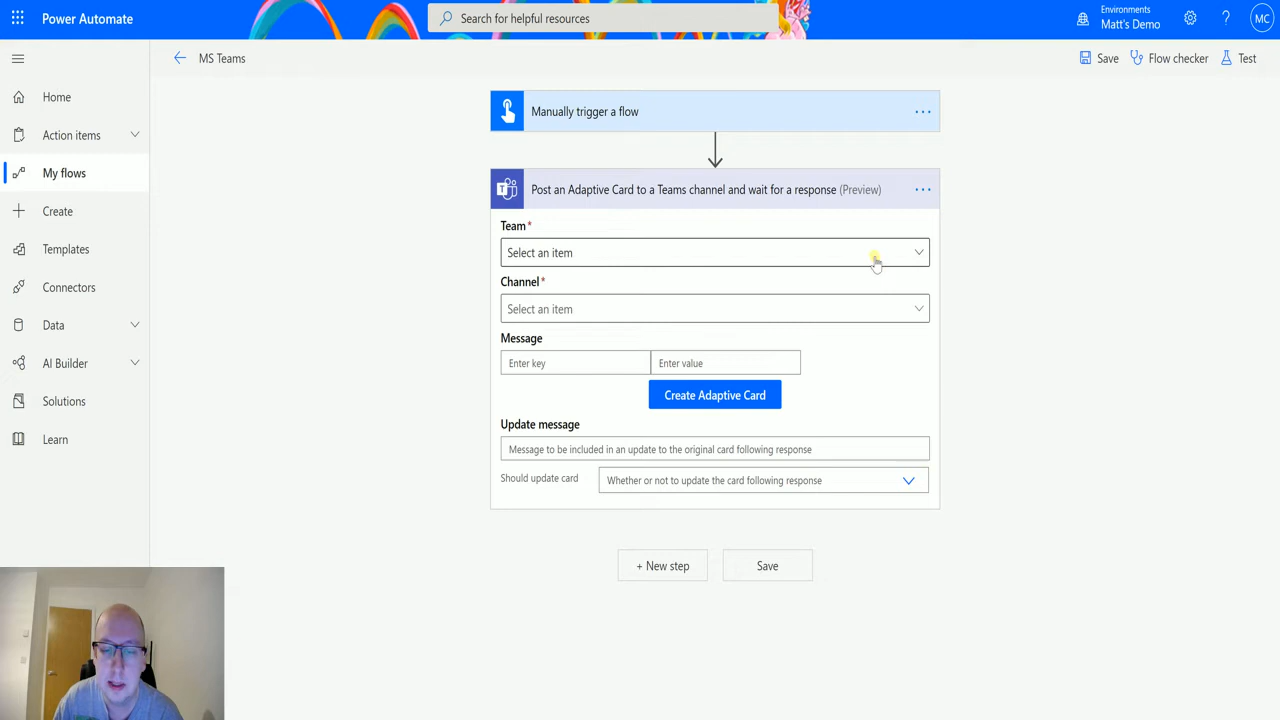 Power Automate
Search for helpful resources
Environments
Matt's Demo
?
MC
MS Teams
Save
Flow checker
Test
Home
Action items
My flows
Create
Templates
Connectors
Data
AI Builder
Solutions
Learn
Manually trigger a flow
...
Post an Adaptive Card to a Teams channel and wait for a response (Preview)
...
Team *
Select an item
Channel *
Select an item
Message
Enter key
Enter value
Create Adaptive Card
Update message
Message to be included in an update to the original card following response
Should update card
Whether or not to update the card following response
+ New step
Save